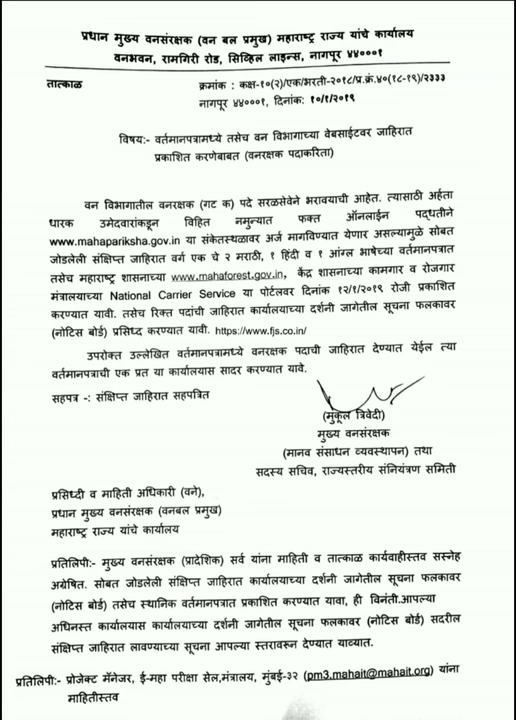 प्रधान मुख्य वनसंरक्षक (वन बल प्रमुख) महाराष्ट्र राज्य यांचे कार्यालय
वनभवन, रामगिरी रोड, सिव्हिल लाइन्स, नागपूर ४४०००१
तात्काळ
क्रमांक : कक्ष-१०(२)/एक/भरती-२०१८/प्र.क्रं.४०(१८-१९)/२३३३
नागपूर ४४०००१, दिनांक: १०/१/२०१९
विषय:- वर्तमानपत्रामध्ये तसेच वन विभागाच्या वेबसाईटवर जाहिरात
प्रकाशित करणेबाबत (वनरक्षक पदाकरिता)
वन विभागातील वनरक्षक (गट क) पदे सरळसेवेने भरावयाची आहेत. त्यासाठी अर्हता
धारक उमेदवारांकडून विहित नमुन्यात फक्त ऑनलाईन पद्धतीने
www.mahapariksha.gov.in या संकेतस्थळावर अर्ज मागविण्यात येणार असल्यामुळे सोबत
जोडलेली संक्षिप्त जाहिरात वर्ग एक चे २ मराठी, १ हिंदी व १ आंग्ल भाषेच्या वर्तमानपत्रात
तसेच महाराष्ट्र शासनाच्या www.mahaforest.gov.in, केंद्र शासनाच्या कामगार व रोजगार
मंत्रालयाच्या National Carrier Service या पोर्टलवर दिनांक १२/१/२०१९ रोजी प्रकाशित
करण्यात यावी. तसेच रिक्त पदांची जाहिरात कार्यालयाच्या दर्शनी जागेतील सूचना फलकावर
(नोटिस बोर्ड) प्रसिध्द करण्यात यावी. https://www.fjs.co.in/
उपरोक्त उल्लेखित वर्तमानपत्रामध्ये वनरक्षक पदाची जाहिरात देण्यात येईल त्या
वर्तमानपत्राची एक प्रत या कार्यालयास सादर करण्यात यावे.
सहपत्र -: संक्षिप्त जाहिरात सहपत्रित
(मुकूल त्रिवेदी)
मुख्य वनसंरक्षक
(मानव संसाधन व्यवस्थापन) तथा
सदस्य सचिव, राज्यस्तरीय संनियंत्रण समिती
प्रसिध्दी व माहिती अधिकारी (वने),
प्रधान मुख्य वनसंरक्षक (वनबल प्रमुख)
महाराष्ट्र राज्य यांचे कार्यालय
प्रतिलिपी:- मुख्य वनसंरक्षक (प्रादेशिक) सर्व यांना माहिती व तात्काळ कार्यवाहीस्तव सस्नेह
अग्रेषित. सोबत जोडलेली संक्षिप्त जाहिरात कार्यालयाच्या दर्शनी जागेतील सूचना फलकावर
(नोटिस बोर्ड) तसेच स्थानिक वर्तमानपत्रात प्रकाशित करण्यात यावा, ही विनंती.आपल्या
अधिनस्त कार्यालयास कार्यालयाच्या दर्शनी जागेतील सूचना फलकावर (नोटिस बोर्ड) सदरील
संक्षिप्त जाहिरात लावण्याच्या सूचना आपल्या स्तरावरून देण्यात याव्यात.
प्रतिलिपी:- प्रोजेक्ट मॅनेजर, ई-महा परीक्षा सेल,मंत्रालय, मुंबई-३२ (pm3.mahait@mahait.org) यांना
माहितीस्तव